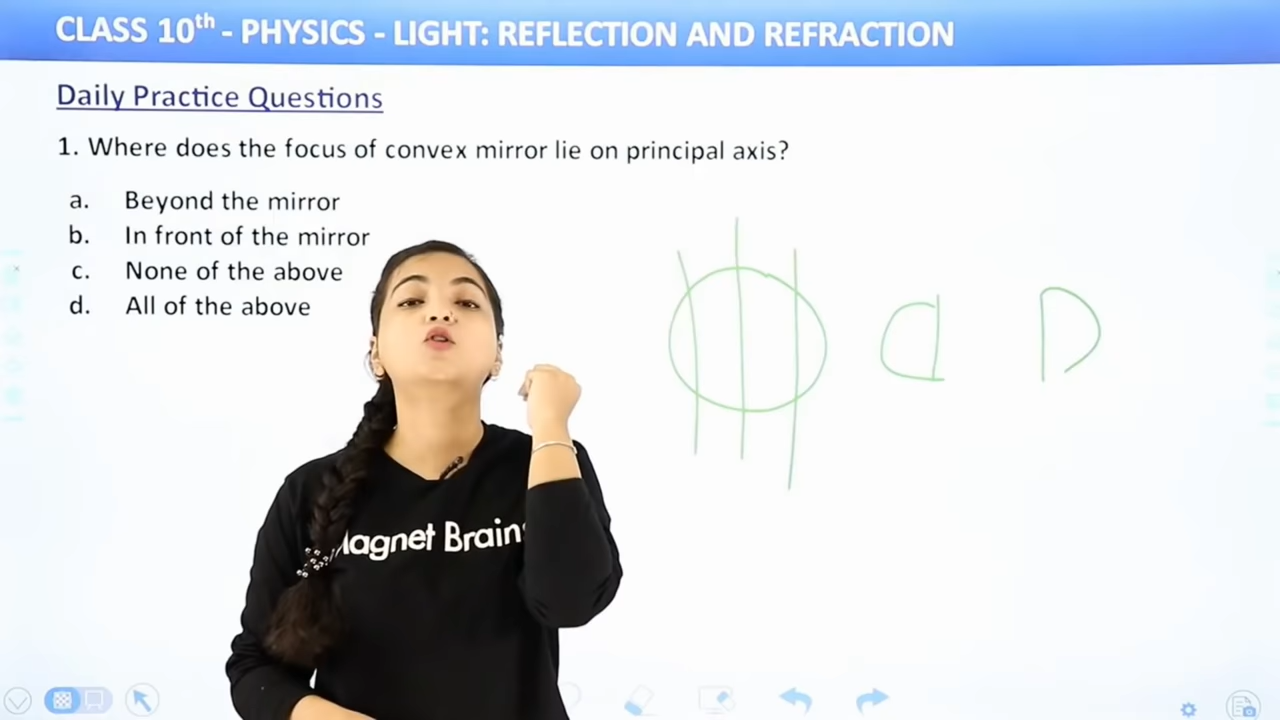 CLASS 10th - PHYSICS - LIGHT: REFLECTION AND REFRACTION
Daily Practice Questions
1. Where does the focus of convex mirror lie on principal axis?
a. Beyond the mirror
b. In front of the mirror
c. None of the above
d. All of the above
Magnet Brains